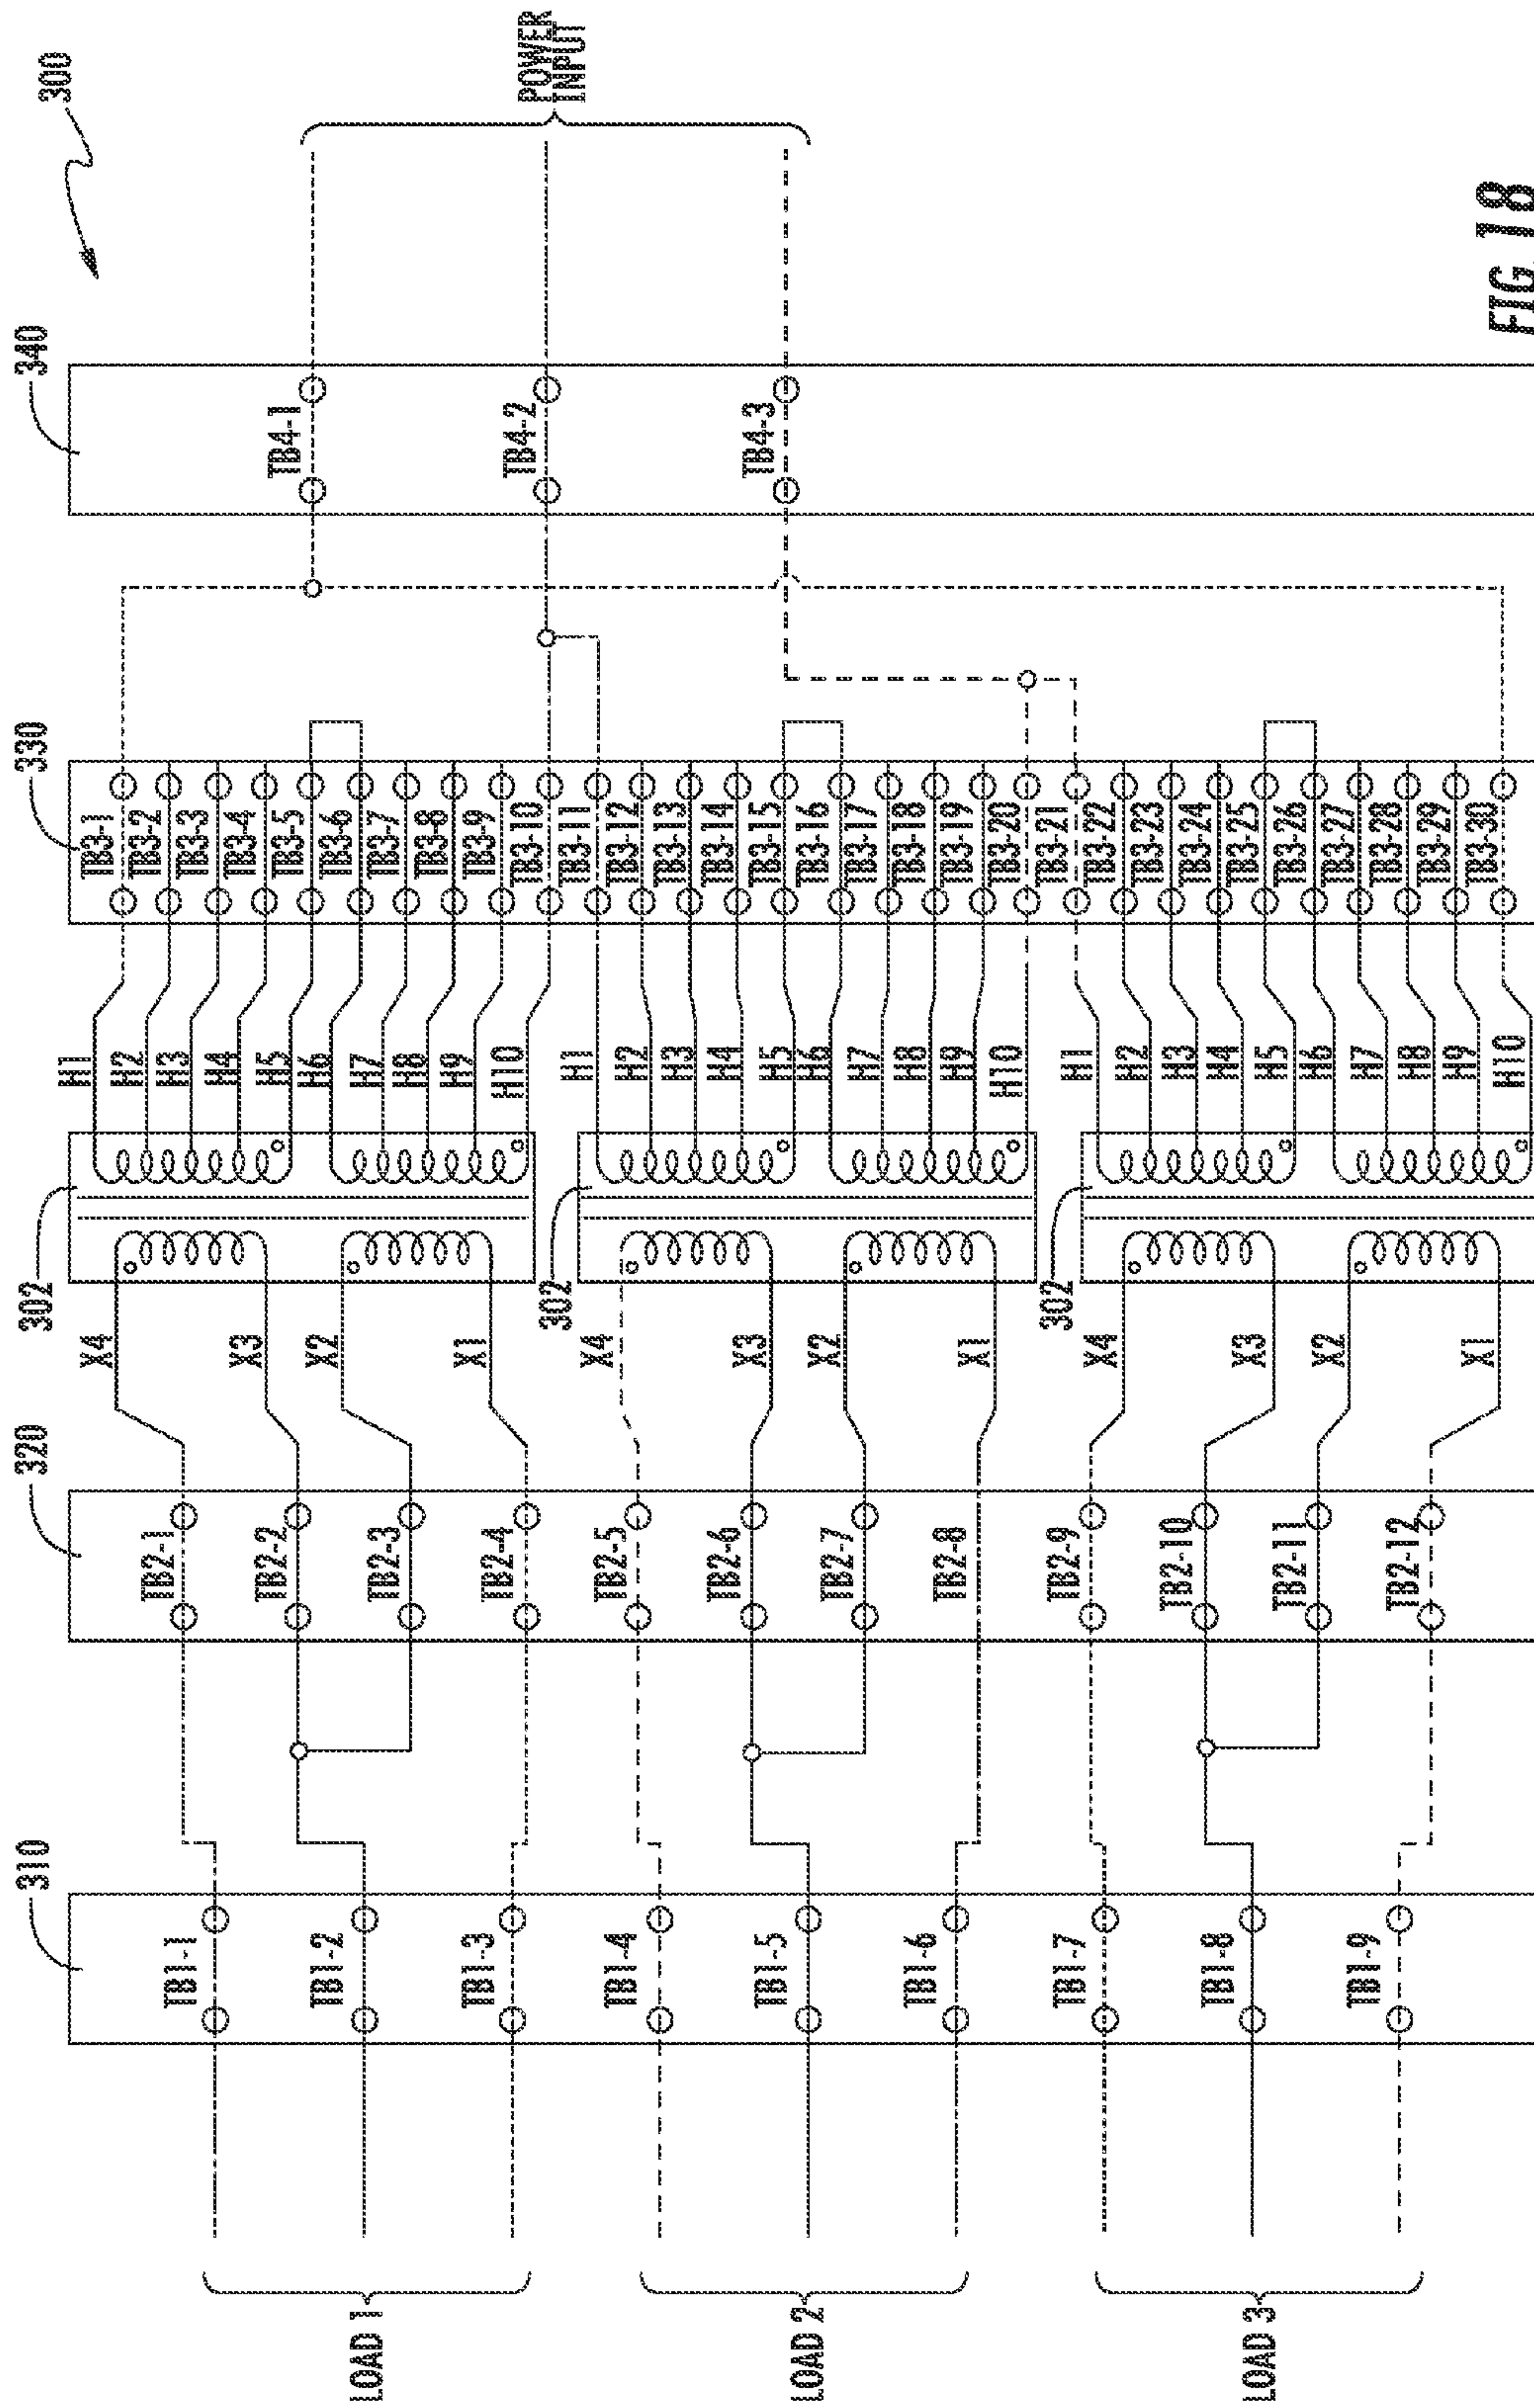 300
POWER
INPUT
340
TB4-1
TB4-2
TB4-3
330
TB3-1
TB3-2
TB3-3
TB3-4
TB3-5
TB3-6
TB3-7
TB3-8
TB3-9
TB3-10
TB3-11
TB3-12
TB3-13
TB3-14
TB3-15
TB3-16
TB3-17
TB3-18
TB3-19
TB3-20
TB3-21
TB3-22
TB3-23
TB3-24
TB3-25
TB3-26
TB3-27
TB3-28
TB3-29
TB3-30
H1
H2
H3
H4
H5
H6
H7
H8
H9
H10
H1
H2
H3
H4
H5
H6
H7
H8
H9
H10
H1
H2
H3
H4
H5
H6
H7
H8
H9
H10
302
302
302
X4
X3
X2
X1
X4
X3
X2
X1
X4
X3
X2
X1
320
TB2-1
TB2-2
TB2-3
TB2-4
TB2-5
TB2-6
TB2-7
TB2-8
TB2-9
TB2-10
TB2-11
TB2-12
310
TB1-1
TB1-2
TB1-3
TB1-4
TB1-5
TB1-6
TB1-7
TB1-8
TB1-9
LOAD 1
LOAD 2
LOAD 3
FIG. 18